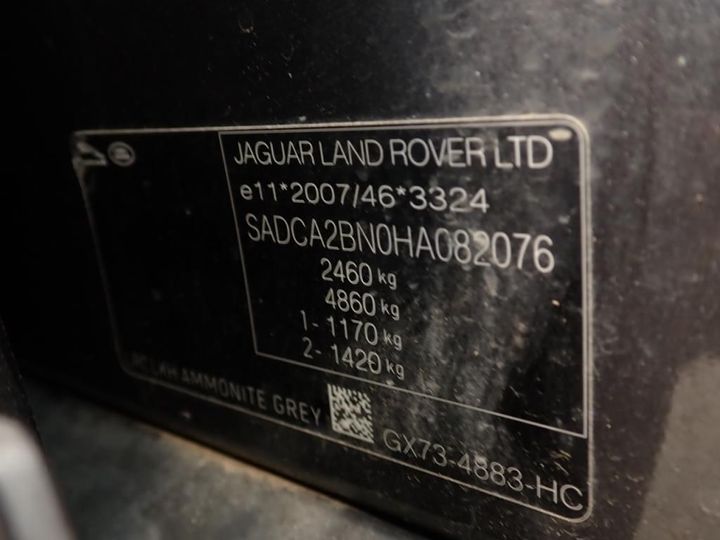 JAGUAR LAND ROVER LTD
e11*2007/46*3324
SADCA2BN0HA082076
2460 kg
4860 kg
1- 1170 kg
2- 1420 kg
AMMONITE GREY
GX73-4883-HC